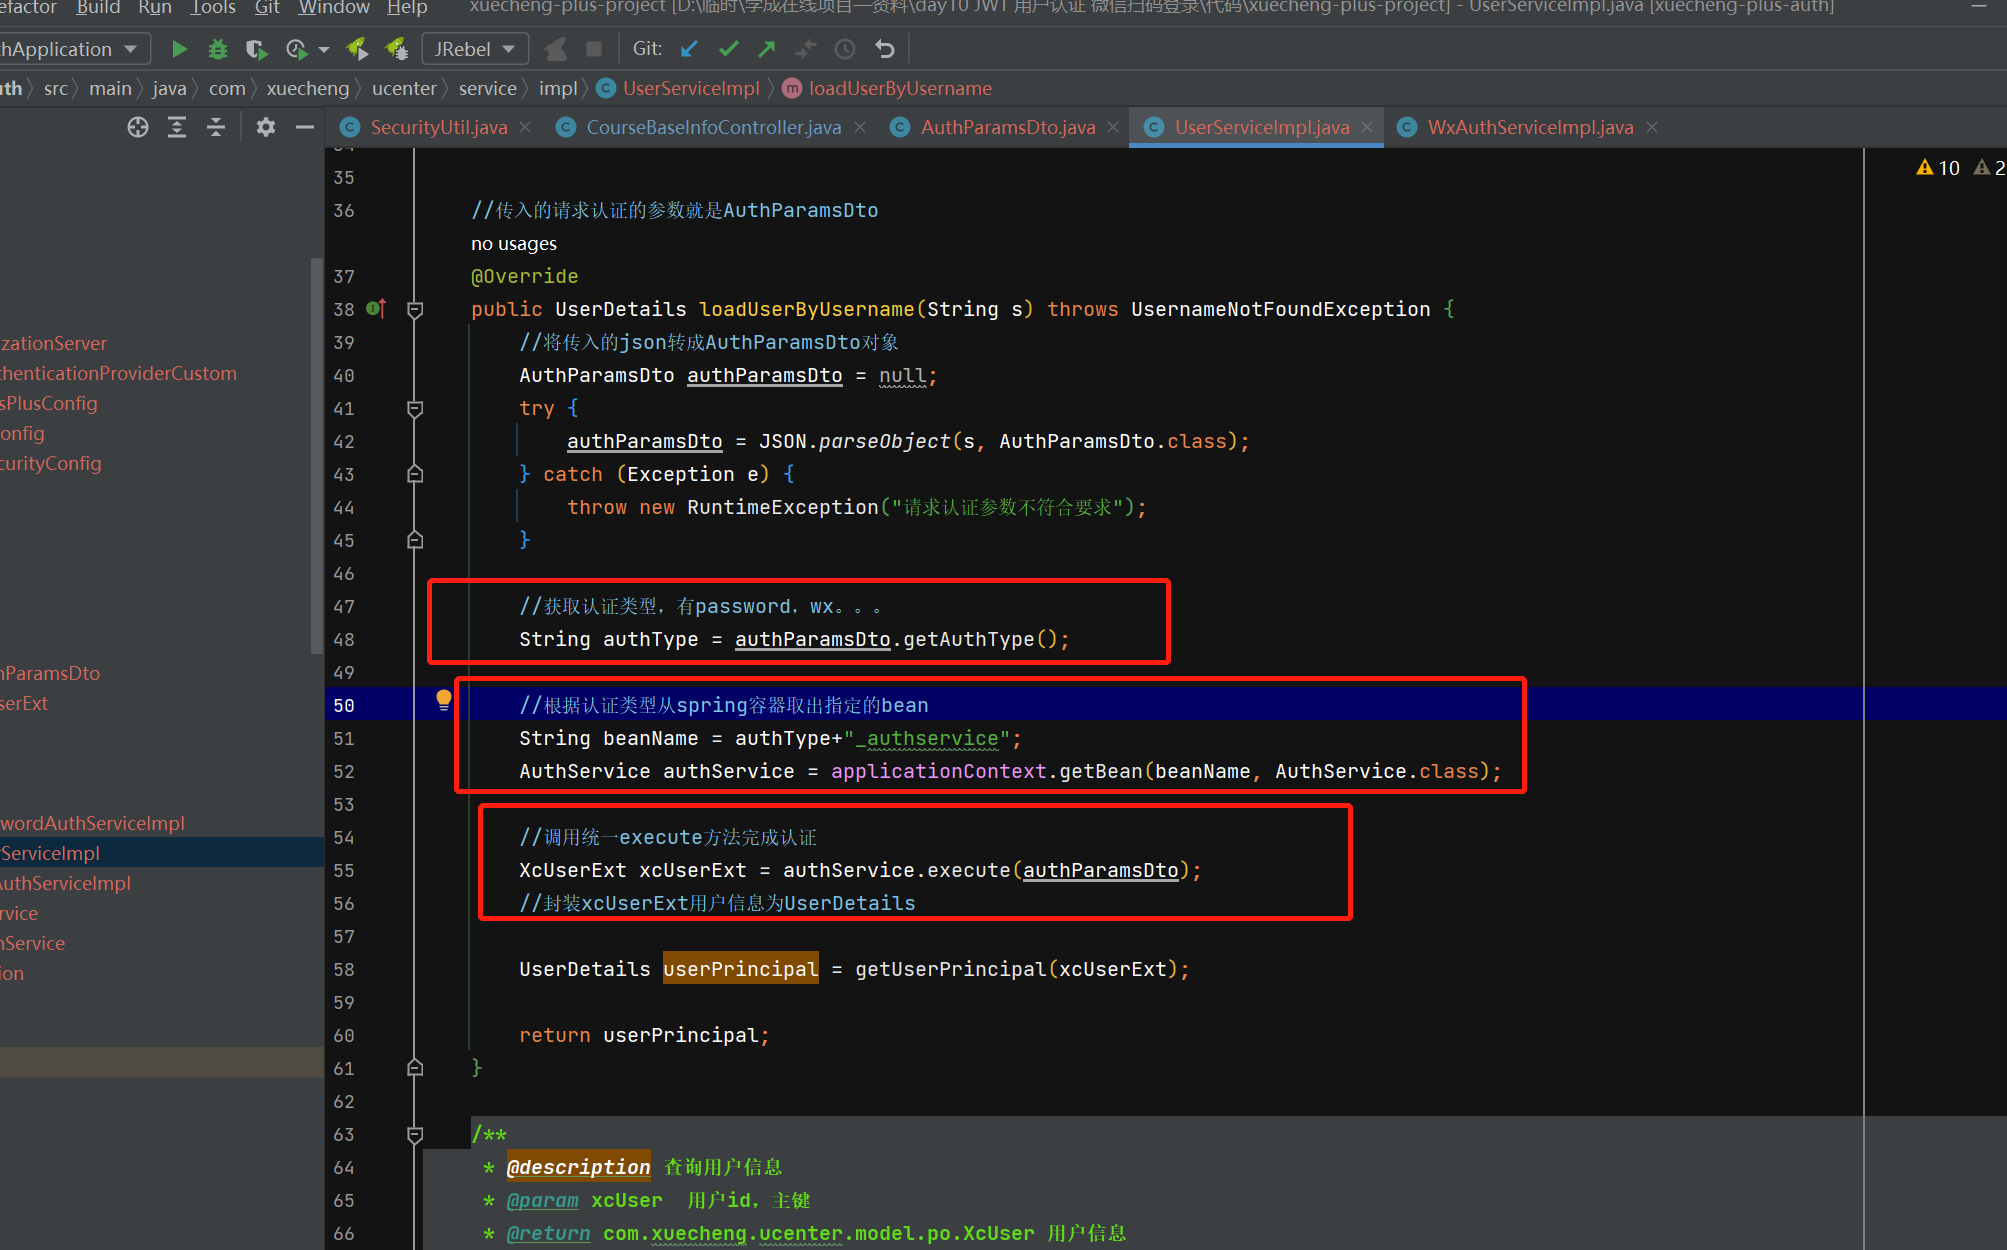 efactor Build Run Tools Git Window Help xuecheng-plus-project [D:\临时\学成在线项目—资料\day10 JWT 用户认证 微信扫码登录\代码\xuecheng-plus-project] - UserServiceImpl.java [xuecheng-plus-auth]
hApplication JRebel Git:
uth src main java com xuecheng ucenter service impl UserServiceImpl loadUserByUsername
SecurityUtil.java CourseBaseInfoController.java AuthParamsDto.java UserServiceImpl.java WxAuthServiceImpl.java
10 2
zationServer
thenticationProviderCustom
sPlusConfig
onfig
curityConfig
nParamsDto
serExt
wordAuthServiceImpl
rServiceImpl
AuthServiceImpl
rvice
nService
ion
34
35
36 //传入的请求认证的参数就是AuthParamsDto
no usages
37 @Override
38 public UserDetails loadUserByUsername(String s) throws UsernameNotFoundException {
39 //将传入的json转成AuthParamsDto对象
40 AuthParamsDto authParamsDto = null;
41 try {
42 authParamsDto = JSON.parseObject(s, AuthParamsDto.class);
43 } catch (Exception e) {
44 throw new RuntimeException("请求认证参数不符合要求");
45 }
46
47 //获取认证类型，有password，wx。。。
48 String authType = authParamsDto.getAuthType();
49
50 //根据认证类型从spring容器取出指定的bean
51 String beanName = authType+"_authservice";
52 AuthService authService = applicationContext.getBean(beanName, AuthService.class);
53
54 //调用统一execute方法完成认证
55 XcUserExt xcUserExt = authService.execute(authParamsDto);
56 //封装xcUserExt用户信息为UserDetails
57
58 UserDetails userPrincipal = getUserPrincipal(xcUserExt);
59
60 return userPrincipal;
61 }
62
63 /**
64 * @description 查询用户信息
65 * @param xcUser 用户id，主键
66 * @return com.xuecheng.ucenter.model.po.XcUser 用户信息